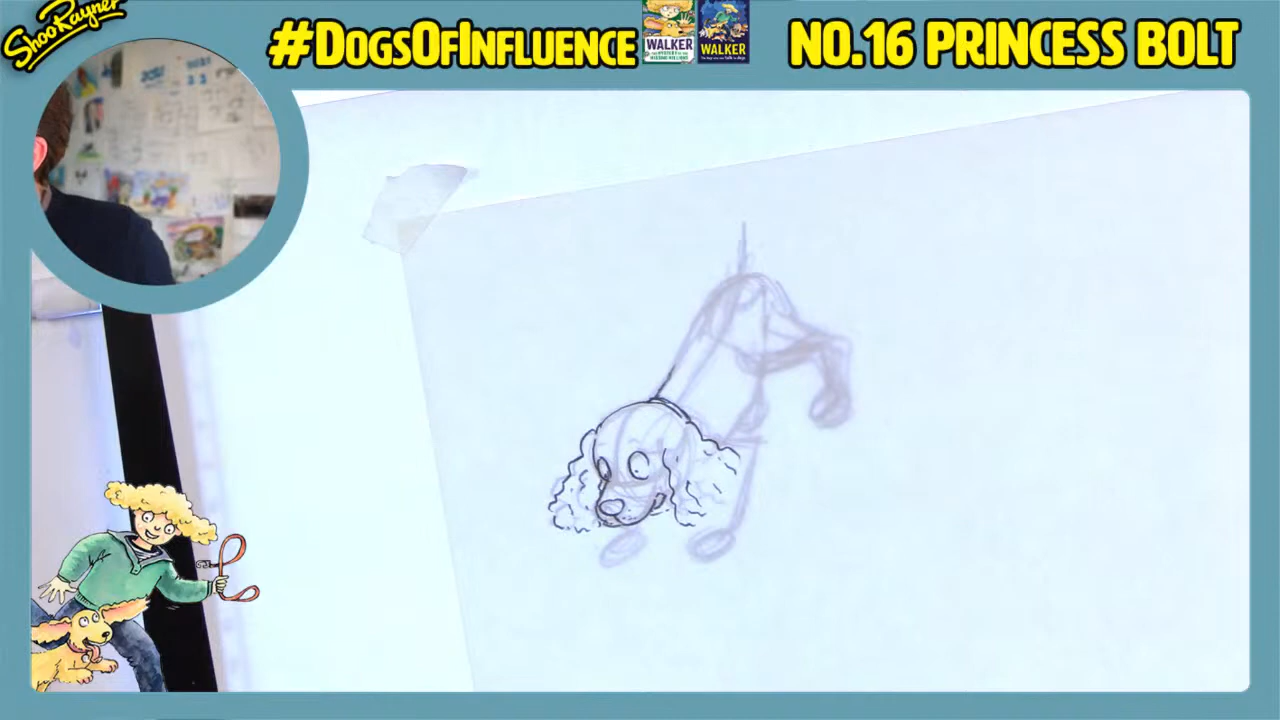 ShooRayner
#DOGSOFINFLUENCE
WALKER
WALKER
NO.16 PRINCESS BOLT